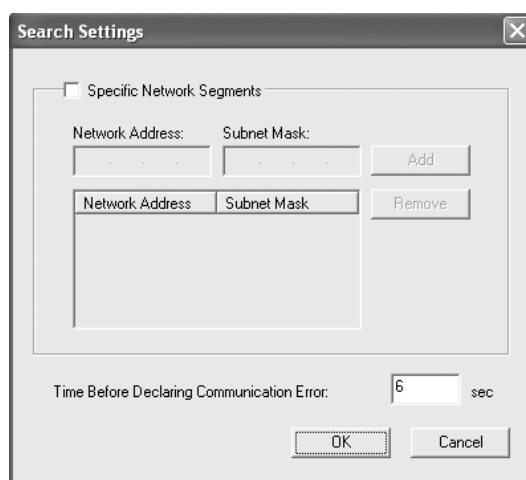 Search Settings
Specific Network Segments
Network Address: Subnet Mask:
. . . . . . Add
Network Address Subnet Mask Remove
Time Before Declaring Communication Error: 6 sec
OK Cancel